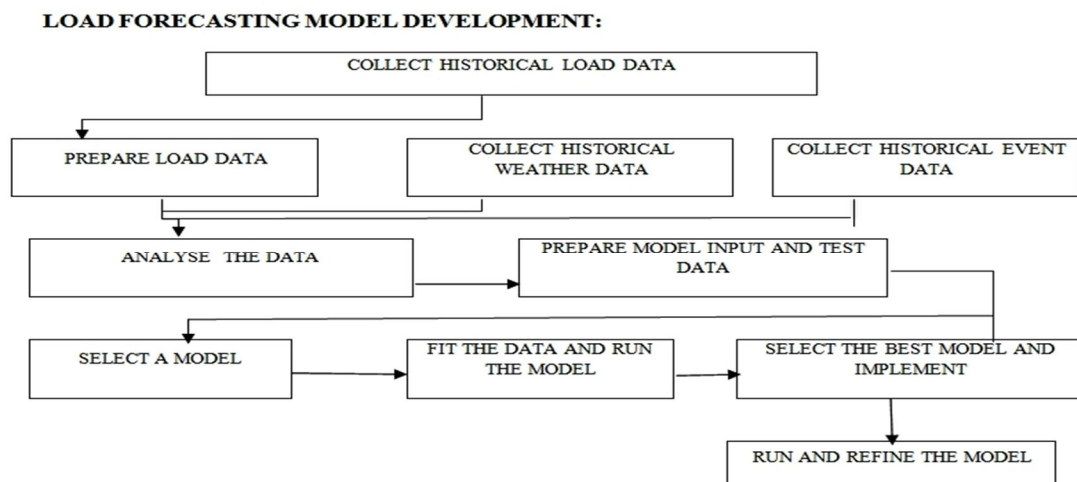 LOAD FORECASTING MODEL DEVELOPMENT:
COLLECT HISTORICAL LOAD DATA
PREPARE LOAD DATA
COLLECT HISTORICAL
WEATHER DATA
COLLECT HISTORICAL EVENT
DATA
ANALYSE THE DATA
PREPARE MODEL INPUT AND TEST
DATA
SELECT A MODEL
FIT THE DATA AND RUN
THE MODEL
SELECT THE BEST MODEL AND
IMPLEMENT
RUN AND REFINE THE MODEL